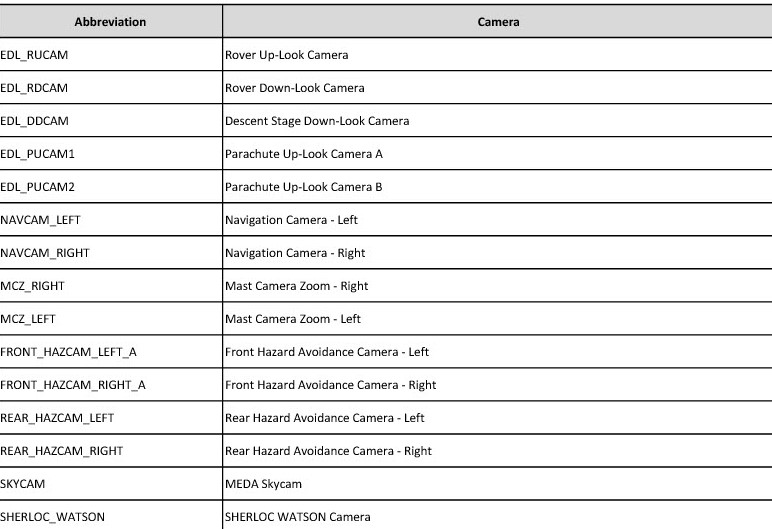 Abbreviation Camera
EDL_RUCAM Rover Up-Look Camera
EDL_RDCAM Rover Down-Look Camera
EDL_DDCAM Descent Stage Down-Look Camera
EDL_PUCAM1 Parachute Up-Look Camera A
EDL_PUCAM2 Parachute Up-Look Camera B
NAVCAM_LEFT Navigation Camera - Left
NAVCAM_RIGHT Navigation Camera - Right
MCZ_RIGHT Mast Camera Zoom - Right
MCZ_LEFT Mast Camera Zoom - Left
FRONT_HAZCAM_LEFT_A Front Hazard Avoidance Camera - Left
FRONT_HAZCAM_RIGHT_A Front Hazard Avoidance Camera - Right
REAR_HAZCAM_LEFT Rear Hazard Avoidance Camera - Left
REAR_HAZCAM_RIGHT Rear Hazard Avoidance Camera - Right
SKYCAM MEDA Skycam
SHERLOC_WATSON SHERLOC WATSON Camera